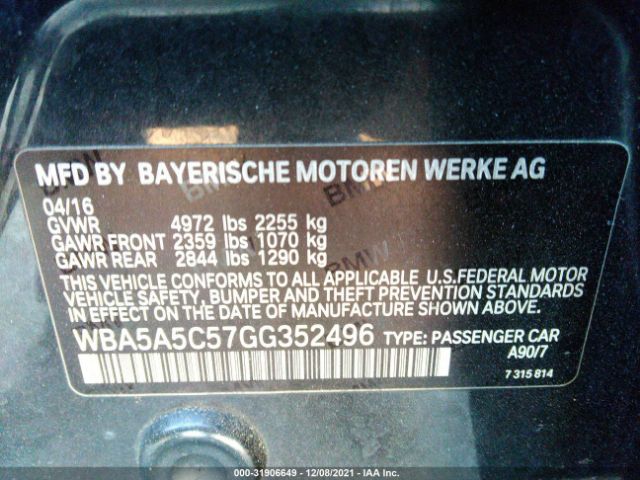 MFD BY BAYERISCHE MOTOREN WERKE AG
04/16
GVWR 4972 lbs 2255 kg
GAWR FRONT 2359 lbs 1070 kg
GAWR REAR 2844 lbs 1290 kg
THIS VEHICLE CONFORMS TO ALL APPLICABLE U.S.FEDERAL MOTOR
VEHICLE SAFETY, BUMPER AND THEFT PREVENTION STANDARDS
IN EFFECT ON THE DATE OF MANUFACTURE SHOWN ABOVE.
WBA5A5C57GG352496 TYPE: PASSENGER CAR
A90/7
7 315 814
000-31906649 - 12/08/2021 - IAA Inc.